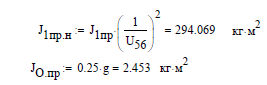 J1пр.н := J1пр·(1/U56)² = 294.069 кг·м²
JО.пр := 0.25·g = 2.453 кг·м²